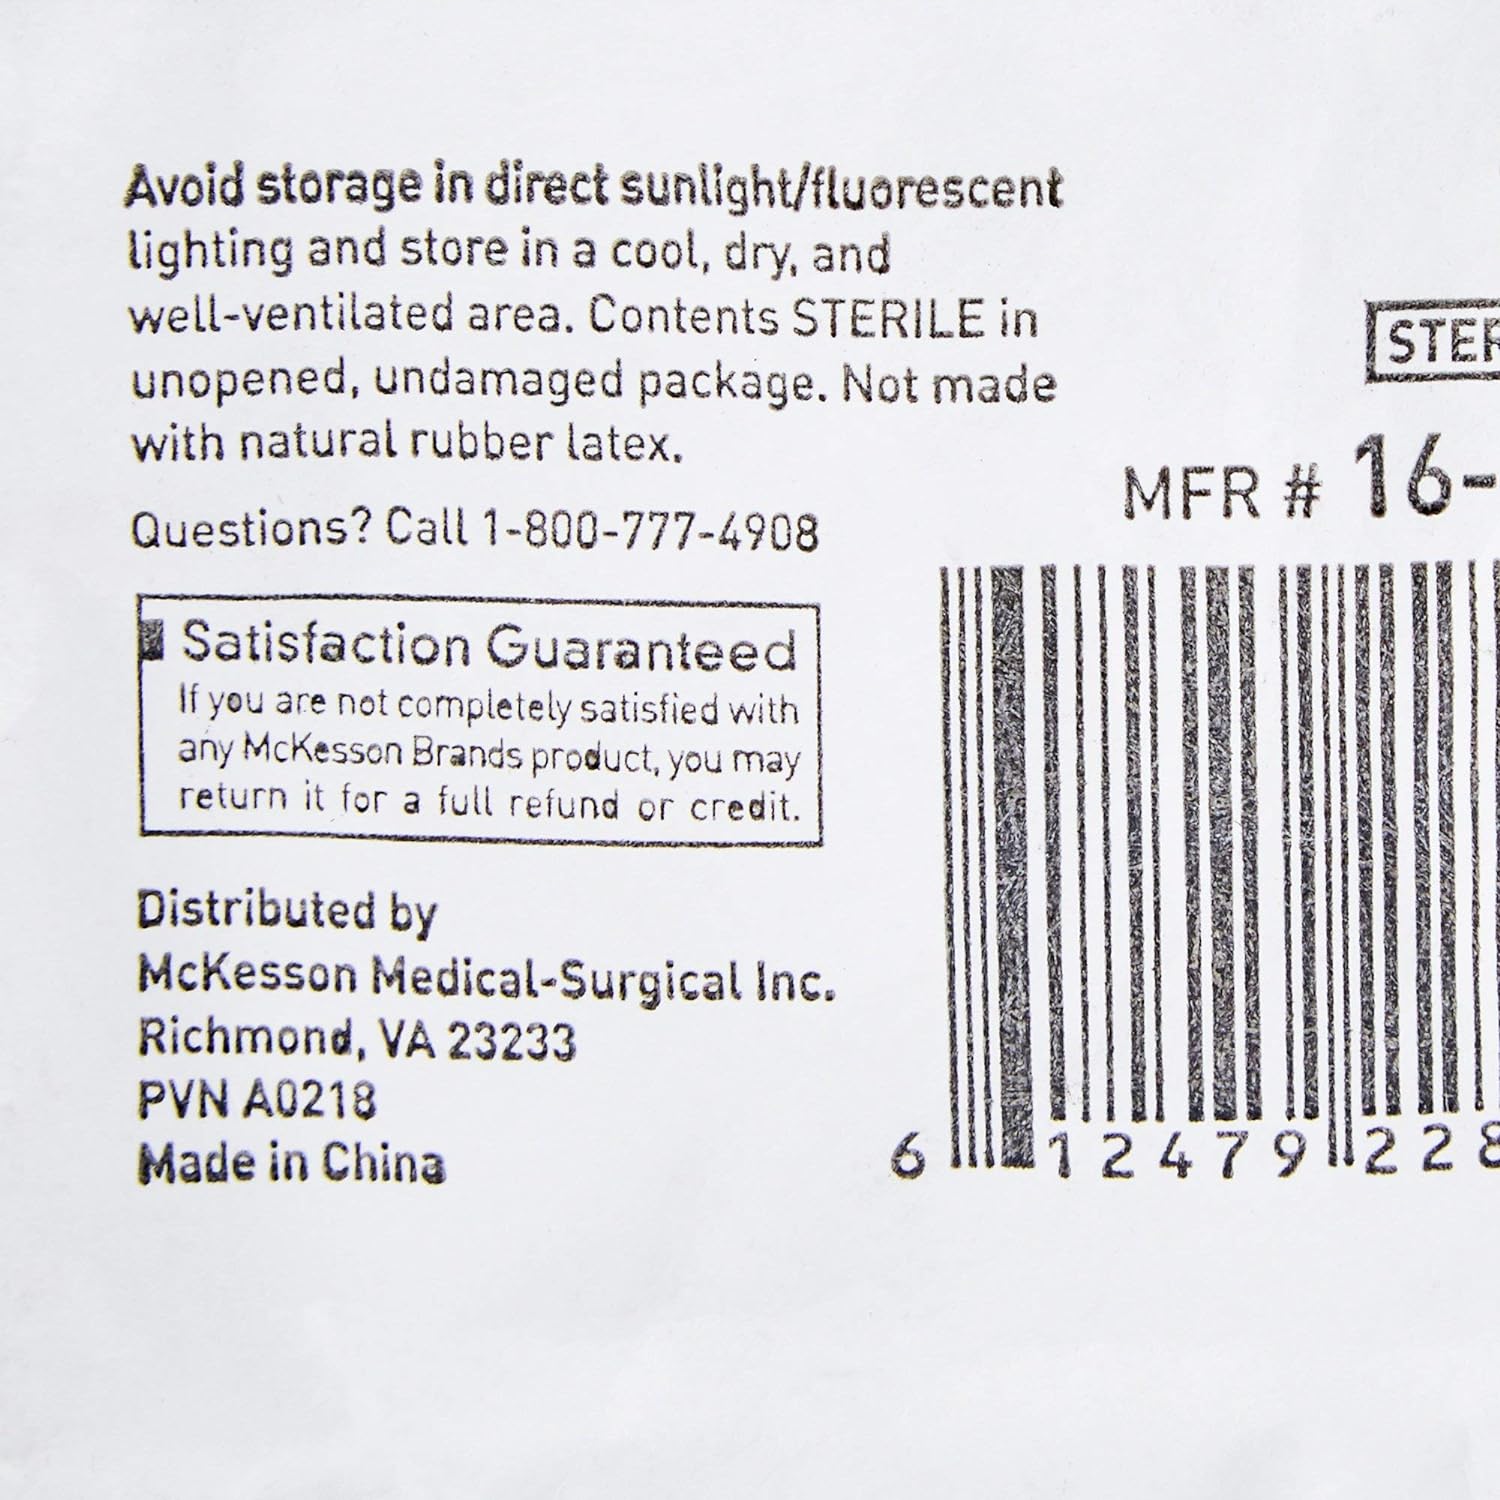 Avoid storage in direct sunlight/fluorescent
lighting and store in a cool, dry, and
well-ventilated area. Contents STERILE in
unopened, undamaged package. Not made
with natural rubber latex.
Questions? Call 1-800-777-4908
Satisfaction Guaranteed
If you are not completely satisfied with
any McKesson Brands product, you may
return it for a full refund or credit.
Distributed by
McKesson Medical-Surgical Inc.
Richmond, VA 23233
PVN A0218
Made in China
STER
MFR # 16-
6 12479 228